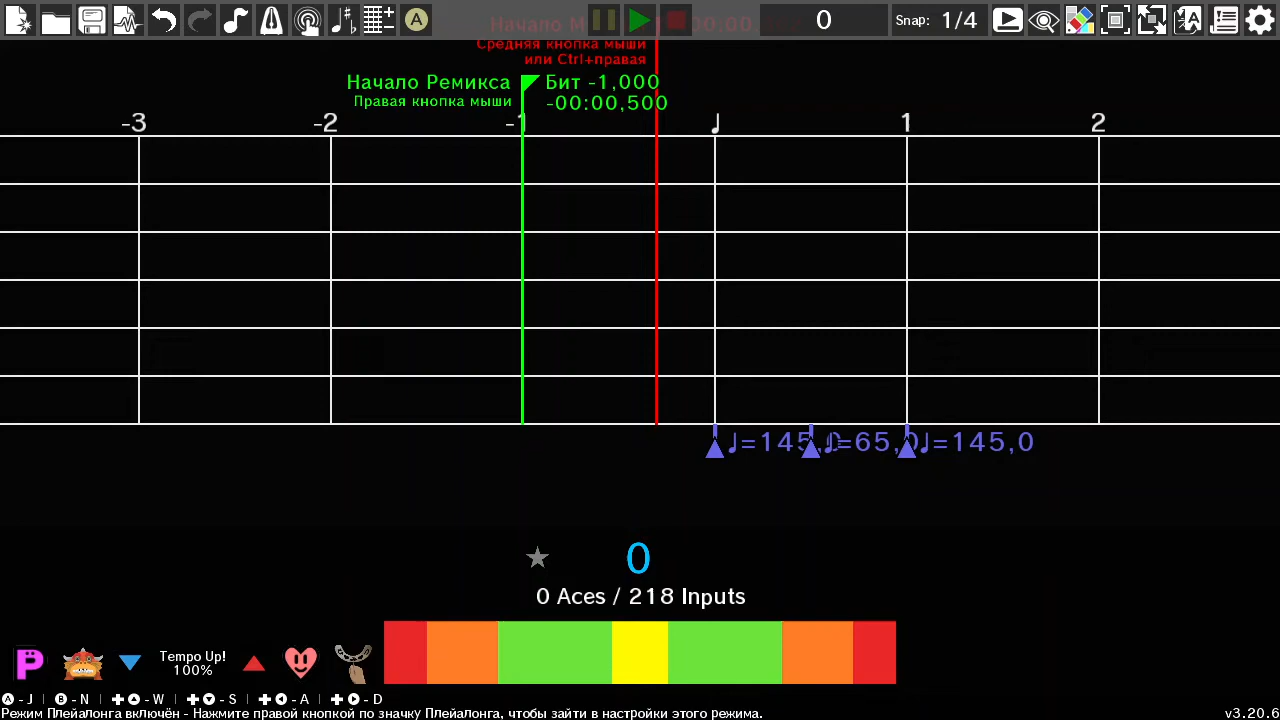 A
0
Snap: 1/4
Начало М
Средняя кнопка мыши
или Ctrl+правая
Начало Ремикса
Правая кнопка мыши
Бит -1,000
-00:00,500
-3 -2 -1 ♩ 1 2
♩=145,0 ♩=65,0 ♩=145,0
★ 0
0 Aces / 218 Inputs
P
Tempo Up!
100%
A - J | B - N | ✚▲ - W | ✚▼ - S | ✚◀ - A | ✚▶ - D
Режим Плейалонга включён - Нажмите правой кнопкой по значку Плейалонга, чтобы зайти в настройки этого режима.
v3.20.6